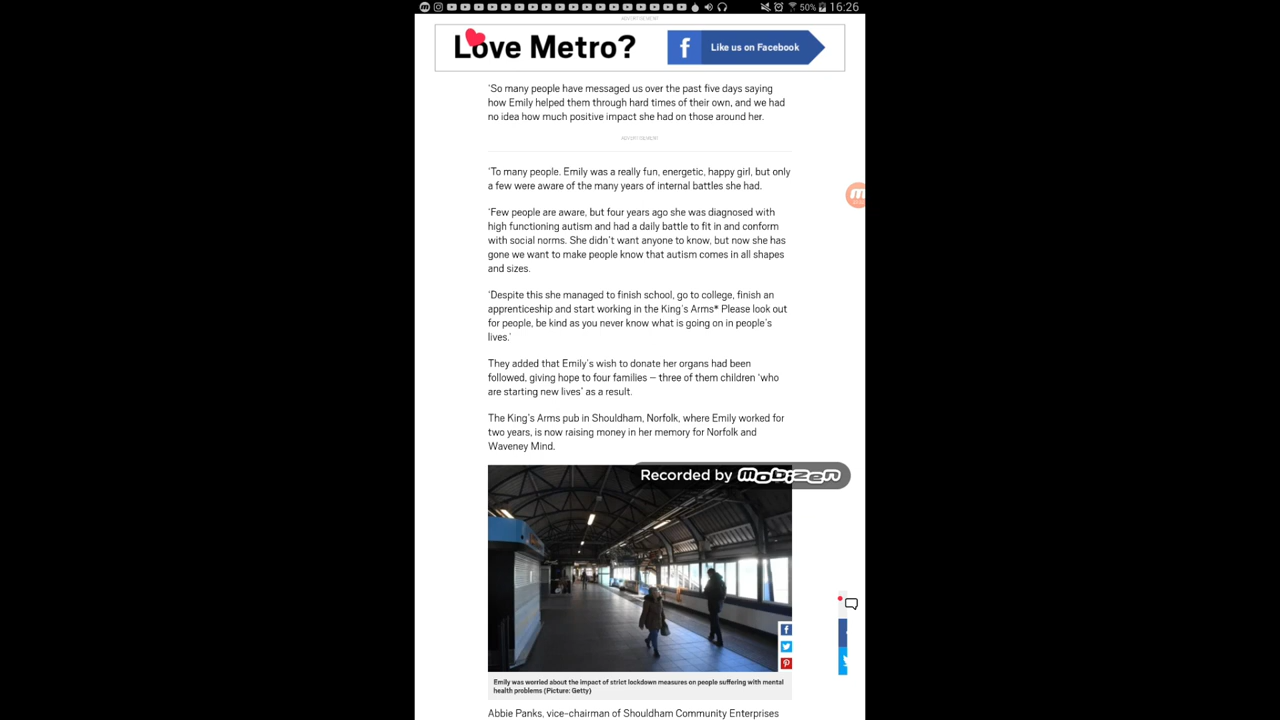 50% 16:26
ADVERTISEMENT
Love Metro?
f Like us on Facebook
‘So many people have messaged us over the past five days saying
how Emily helped them through hard times of their own, and we had
no idea how much positive impact she had on those around her.
ADVERTISEMENT
‘To many people. Emily was a really fun, energetic, happy girl, but only
a few were aware of the many years of internal battles she had.
‘Few people are aware, but four years ago she was diagnosed with
high functioning autism and had a daily battle to fit in and conform
with social norms. She didn’t want anyone to know, but now she has
gone we want to make people know that autism comes in all shapes
and sizes.
‘Despite this she managed to finish school, go to college, finish an
apprenticeship and start working in the King’s Arms* Please look out
for people, be kind as you never know what is going on in people’s
lives.’
They added that Emily’s wish to donate her organs had been
followed, giving hope to four families – three of them children ‘who
are starting new lives’ as a result.
The King’s Arms pub in Shouldham, Norfolk, where Emily worked for
two years, is now raising money in her memory for Norfolk and
Waveney Mind.
Recorded by mobizen
Emily was worried about the impact of strict lockdown measures on people suffering with mental
health problems (Picture: Getty)
Abbie Panks, vice-chairman of Shouldham Community Enterprises